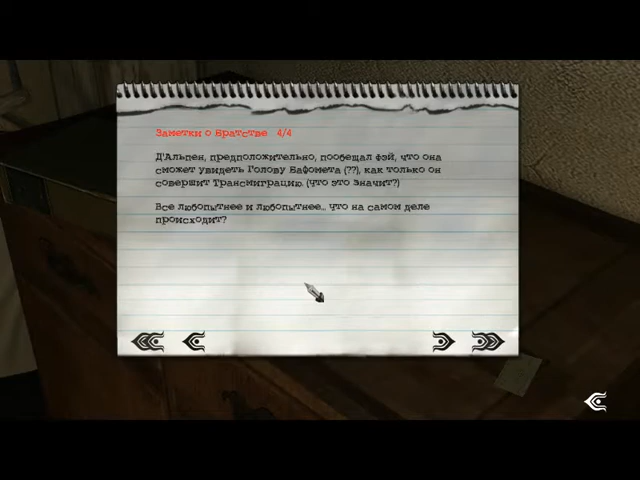 Заметки о Братстве 4/4
Д'Альпен, предположительно, пообещал Фэй, что она
сможет увидеть Голову Бафомета (??), как только он
совершит Трансмиграцию. (Что это значит?)
Все любопытнее и любопытнее... Что на самом деле
происходит?